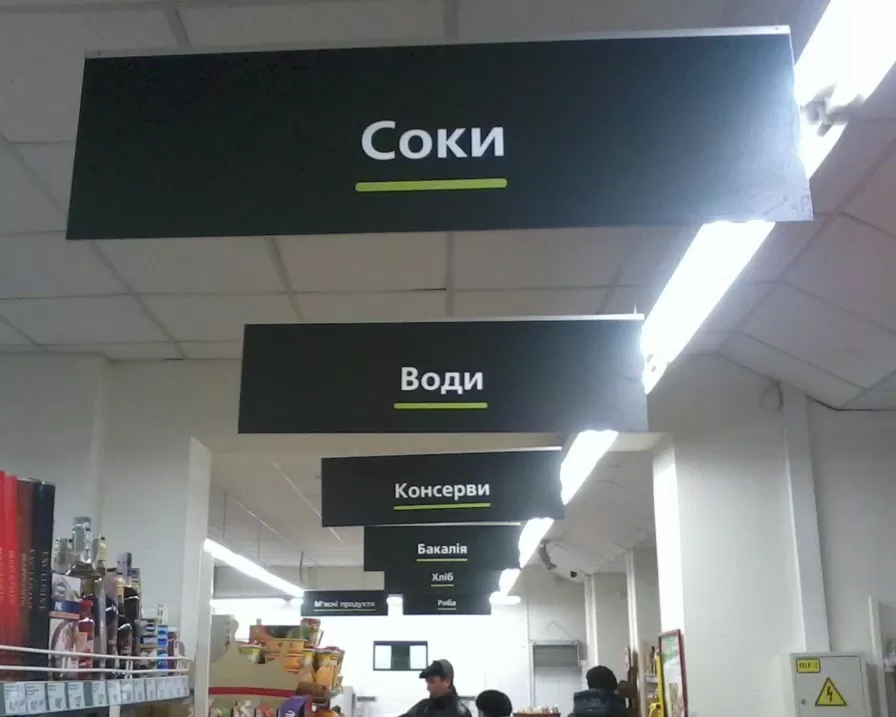 Соки
Води
Консерви
Бакалія
Хліб
М'ясні продукти
Риба